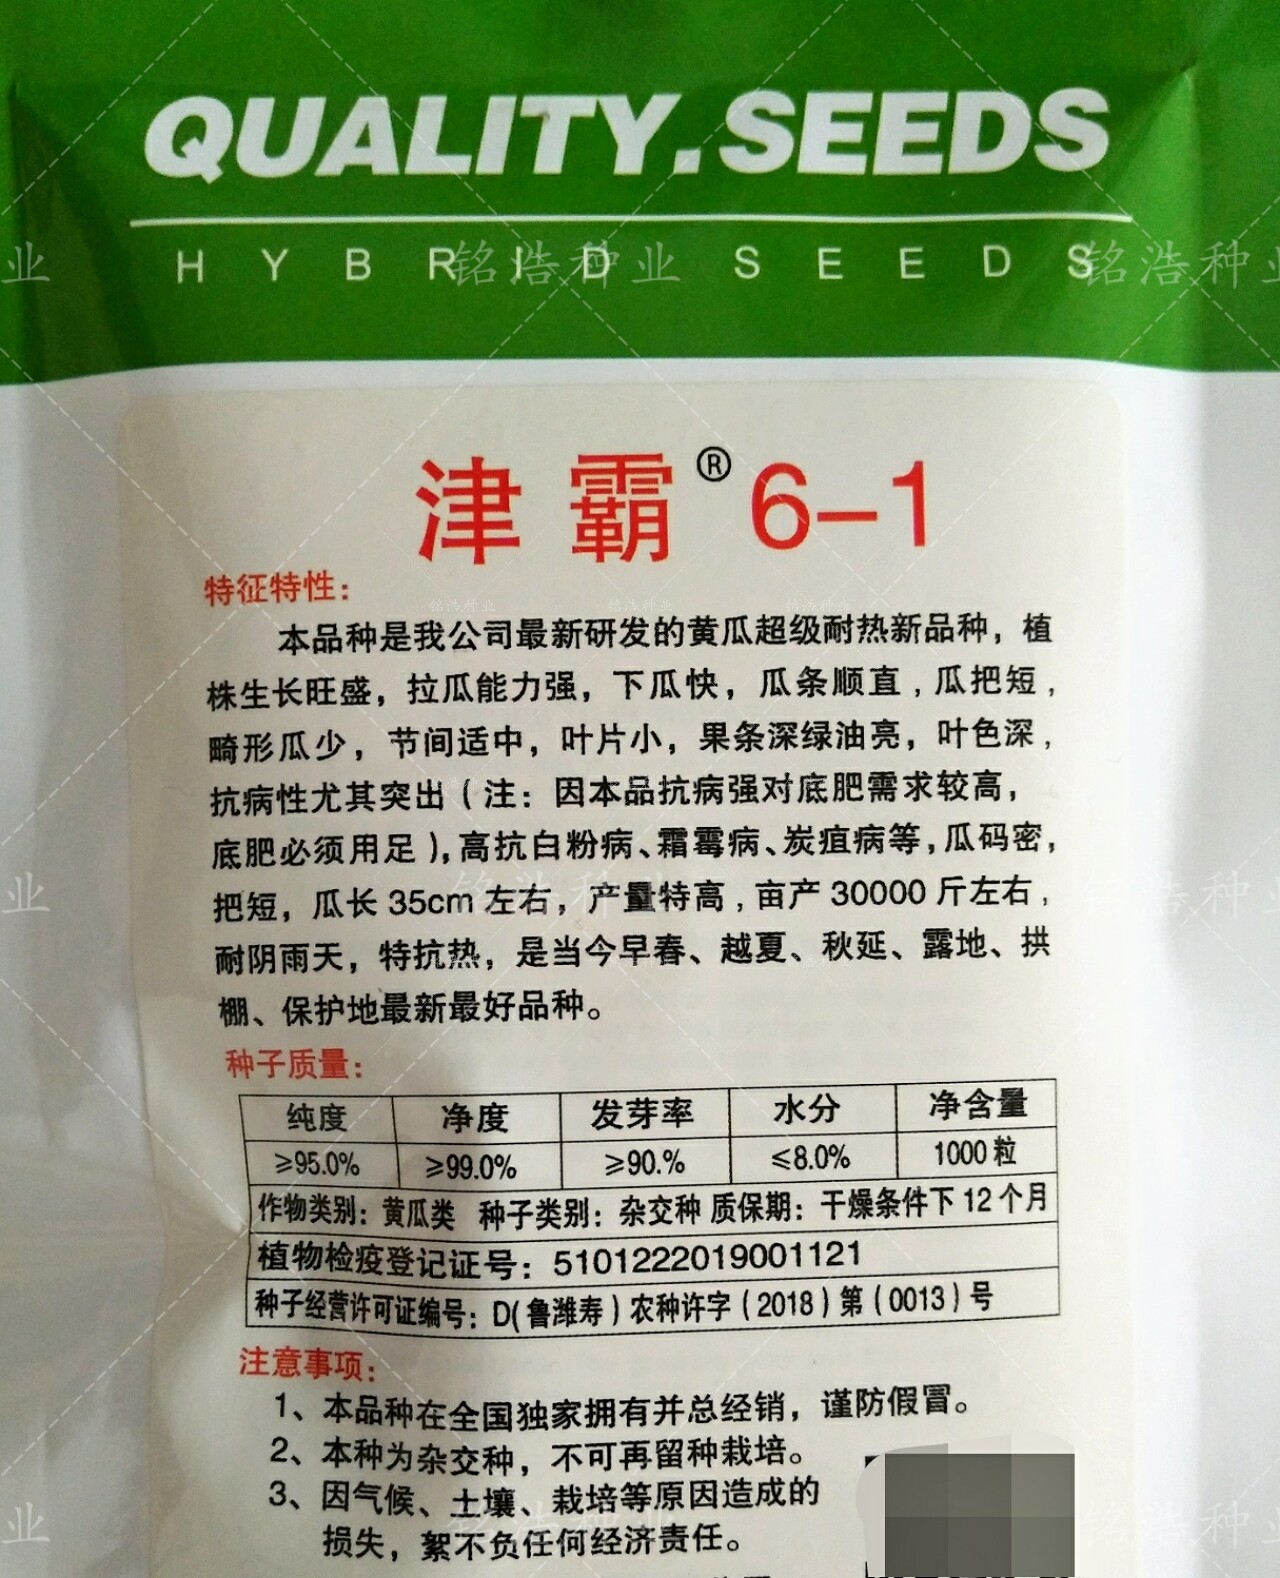 QUALITY.SEEDS
HYBRID SEEDS
铭浩种业
津霸®6-1
特征特性：
本品种是我公司最新研发的黄瓜超级耐热新品种，植
株生长旺盛，拉瓜能力强，下瓜快，瓜条顺直，瓜把短，
畸形瓜少，节间适中，叶片小，果条深绿油亮，叶色深，
抗病性尤其突出（注：因本品抗病强对底肥需求较高，
底肥必须用足），高抗白粉病、霜霉病、炭疽病等，瓜码密，
把短，瓜长35cm左右，产量特高，亩产30000斤左右，
耐阴雨天，特抗热，是当今早春、越夏、秋延、露地、拱
棚、保护地最新最好品种。
种子质量：
纯度 净度 发芽率 水分 净含量
≥95.0% ≥99.0% ≥90.% ≤8.0% 1000粒
作物类别：黄瓜类 种子类别：杂交种 质保期：干燥条件下12个月
植物检疫登记证号：5101222019001121
种子经营许可证编号：D(鲁潍寿)农种许字(2018)第(0013)号
注意事项：
1、本品种在全国独家拥有并总经销，谨防假冒。
2、本种为杂交种，不可再留种栽培。
3、因气候、土壤、栽培等原因造成的
损失，絮不负任何经济责任。